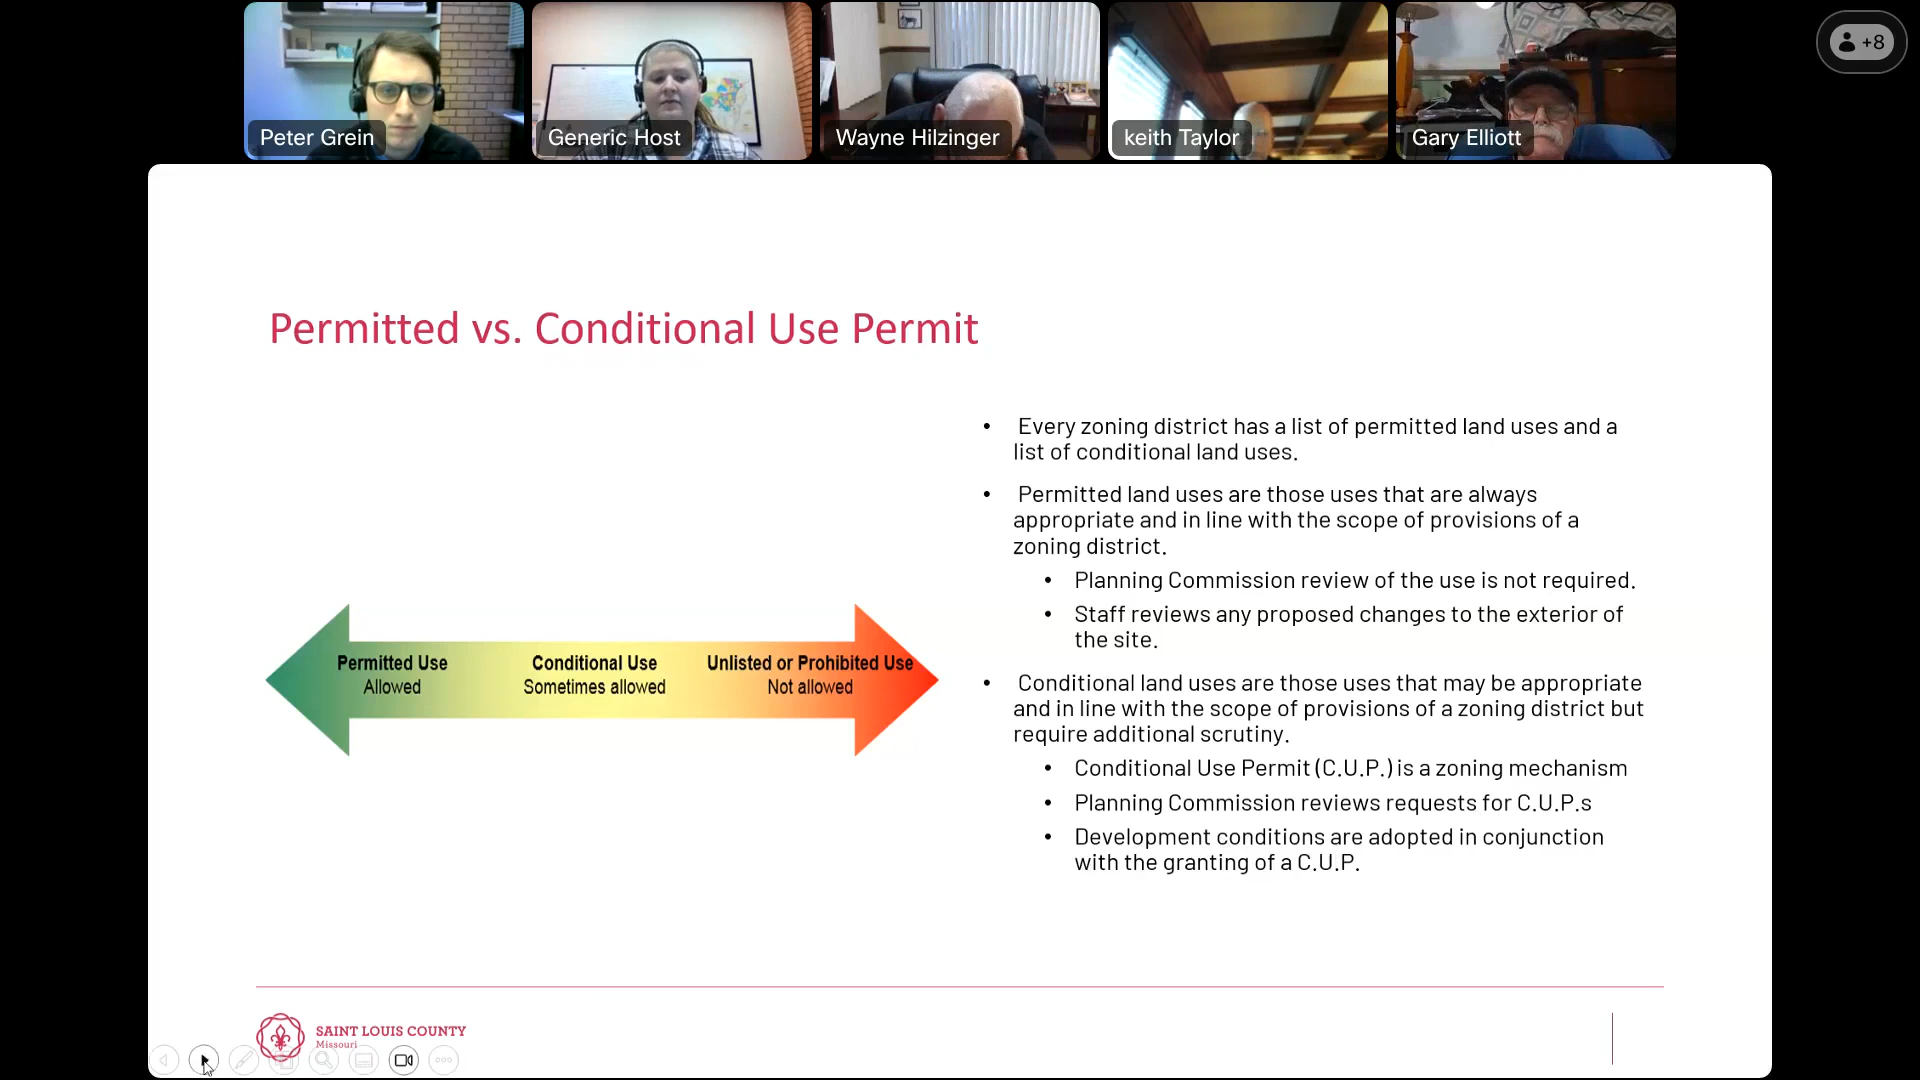 Peter Grein
Generic Host
Wayne Hilzinger
keith Taylor
Gary Elliott
+8
Permitted vs. Conditional Use Permit
• Every zoning district has a list of permitted land uses and a
list of conditional land uses.
• Permitted land uses are those uses that are always
appropriate and in line with the scope of provisions of a
zoning district.
• Planning Commission review of the use is not required.
• Staff reviews any proposed changes to the exterior of
the site.
• Conditional land uses are those uses that may be appropriate
and in line with the scope of provisions of a zoning district but
require additional scrutiny.
• Conditional Use Permit (C.U.P.) is a zoning mechanism
• Planning Commission reviews requests for C.U.P.s
• Development conditions are adopted in conjunction
with the granting of a C.U.P.
Permitted Use
Allowed
Conditional Use
Sometimes allowed
Unlisted or Prohibited Use
Not allowed
SAINT LOUIS COUNTY
Missouri